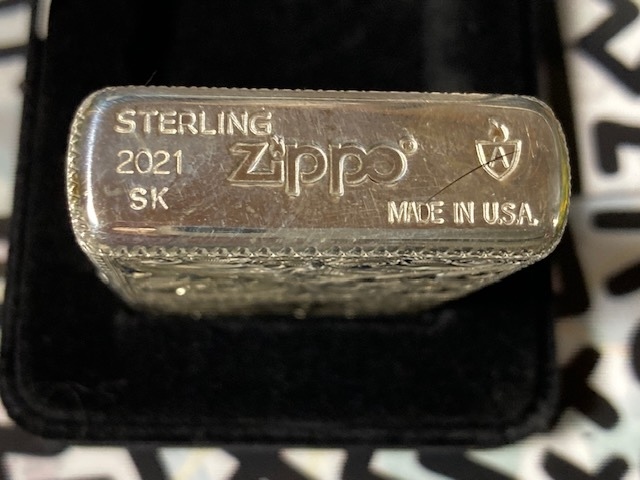 STERLING
2021
SK
Zippo
MADE IN U.S.A.